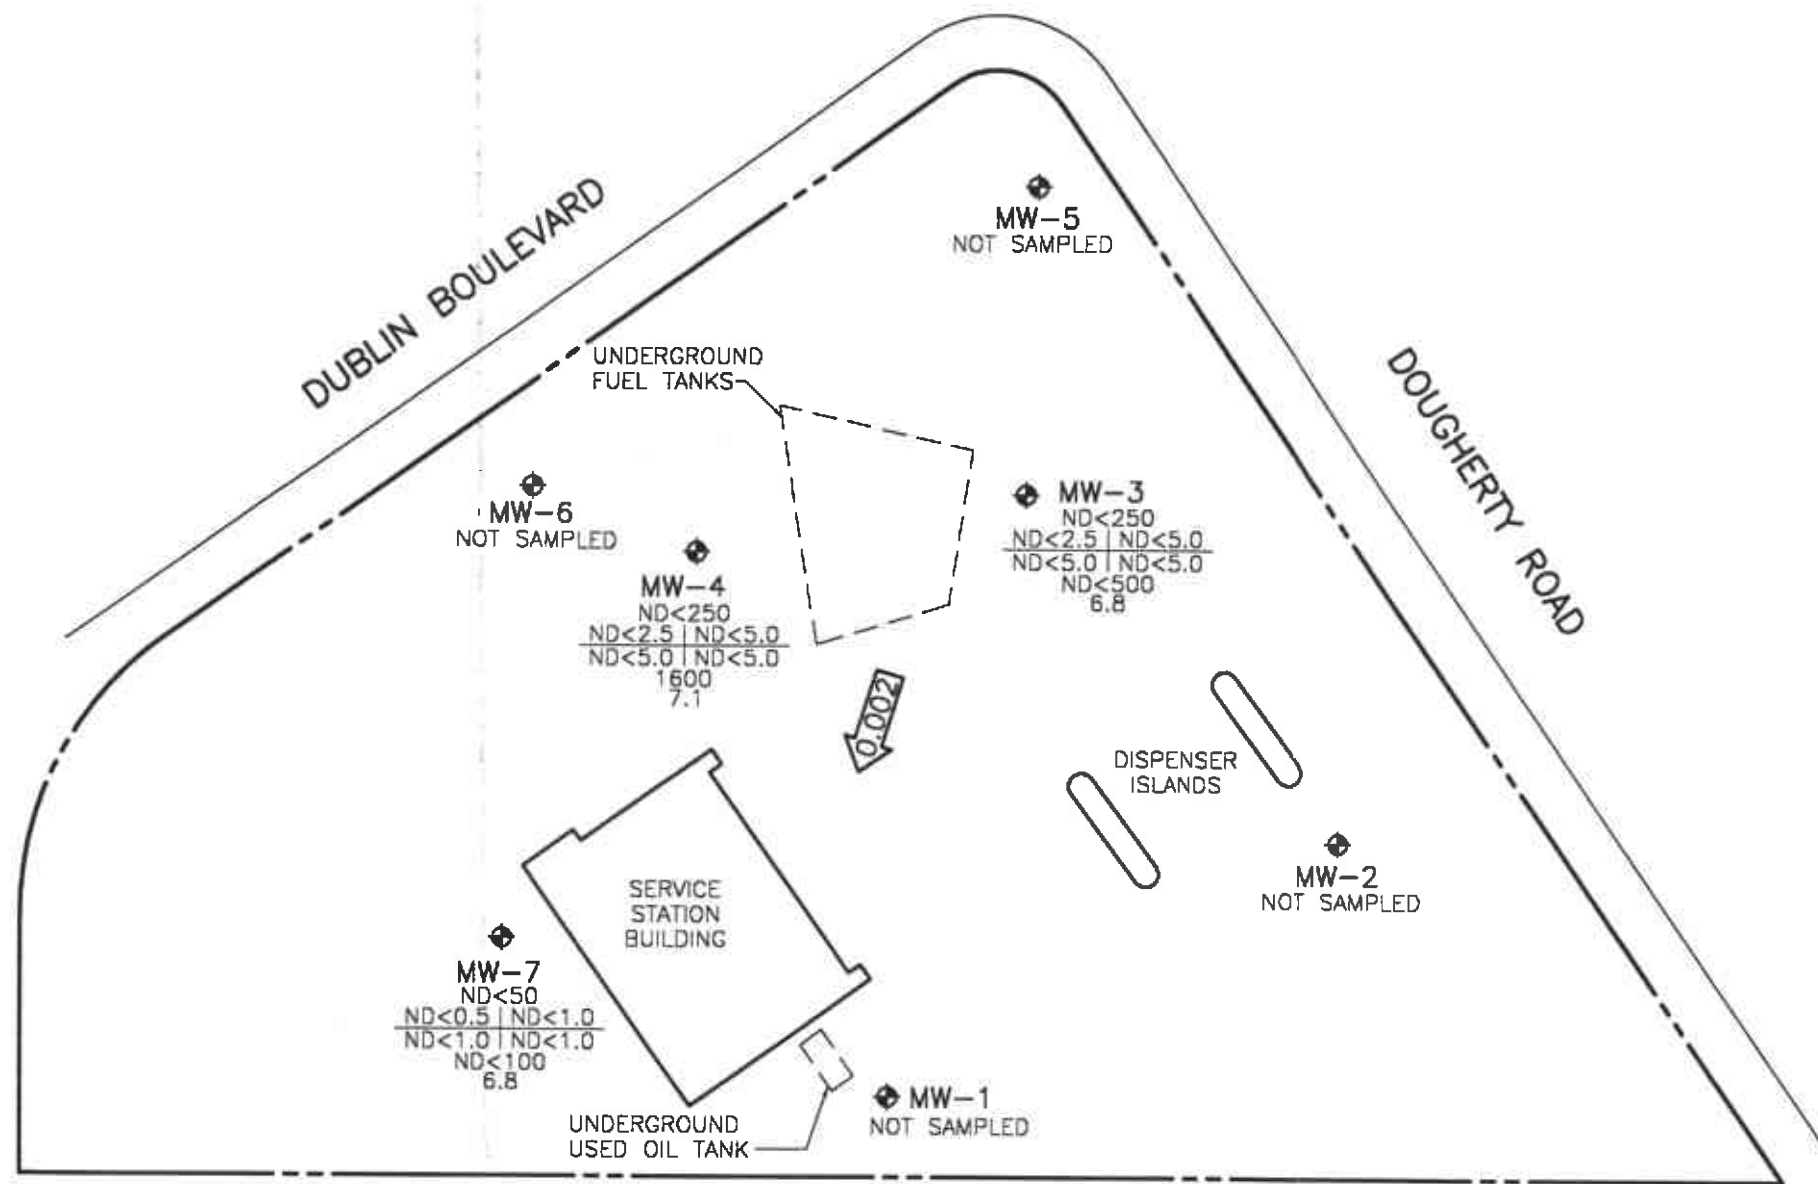 DUBLIN BOULEVARD
DOUGHERTY ROAD
MW-5
NOT SAMPLED
UNDERGROUND
FUEL TANKS
MW-6
NOT SAMPLED
MW-3
ND<250
ND<2.5 | ND<5.0
ND<5.0 | ND<5.0
ND<500
6.8
MW-4
ND<250
ND<2.5 | ND<5.0
ND<5.0 | ND<5.0
1600
7.1
0.002
DISPENSER
ISLANDS
MW-2
NOT SAMPLED
SERVICE
STATION
BUILDING
MW-7
ND<50
ND<0.5 | ND<1.0
ND<1.0 | ND<1.0
ND<100
6.8
MW-1
NOT SAMPLED
UNDERGROUND
USED OIL TANK